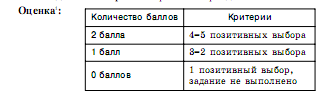 Оценка¹:
Количество баллов Критерии
2 балла 4–5 позитивных выбора
1 балл 3–2 позитивных выбора
0 баллов 1 позитивный выбор,
задание не выполнено